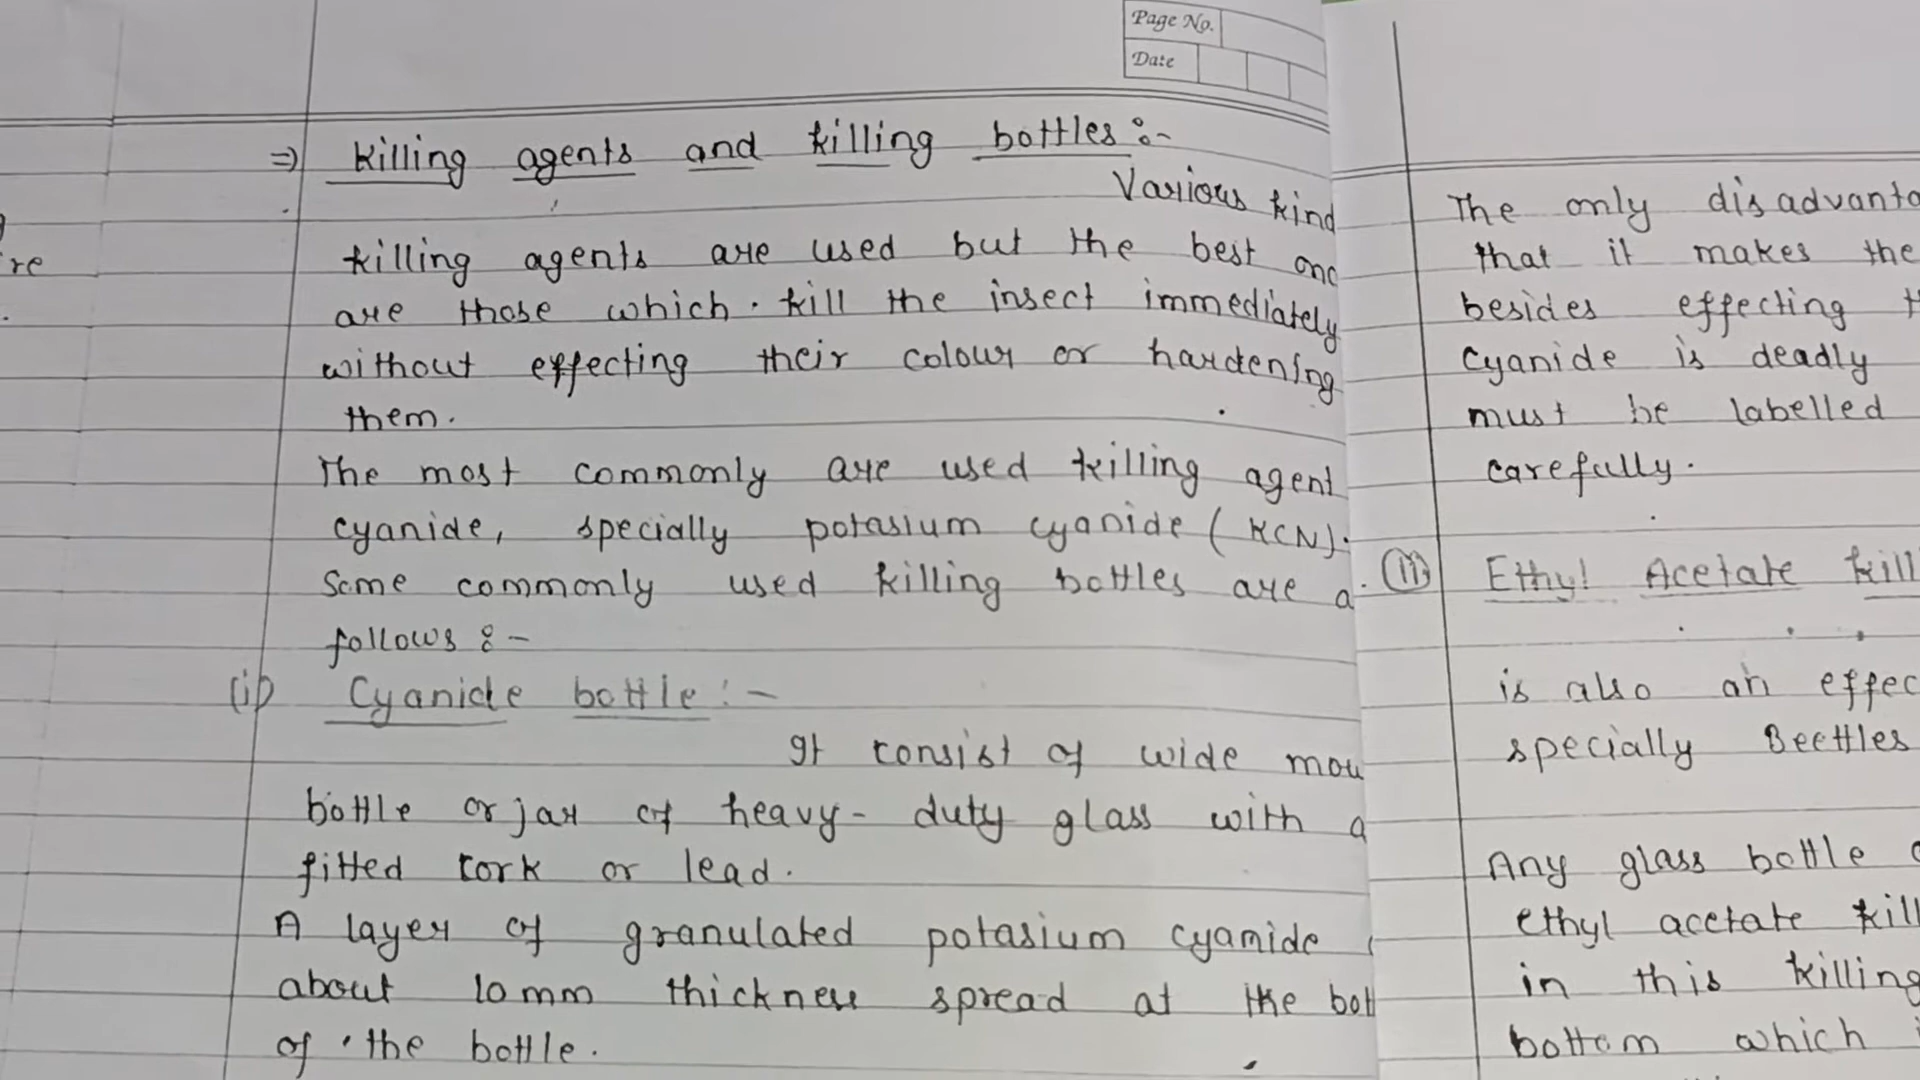 Page No.
Date
re
⇒ Killing agents and killing bottles :-
Various kind
killing agents are used but the best
are those which kill the insect immediately
without effecting their colour or hardening
them.
The most commonly are used killing agent
cyanide, specially potasium cyanide (KCN).
Some commonly used killing bottles are a
follows :-
(i) Cyanide bottle :-
It consist of wide mou
bottle or jar of heavy-duty glass with a
fitted cork or lead.
A layer of granulated potasium cyanide
about 10mm thickness spread at the bott
of the bottle.
The only disadvanta
that it makes the
besides effecting t
Cyanide is deadly
must be labelled
carefully.
(ii) Ethyl Acetate kill
is also an effec
specially Beettles
Any glass bottle
ethyl acetate kill
in this killing
bottom which i